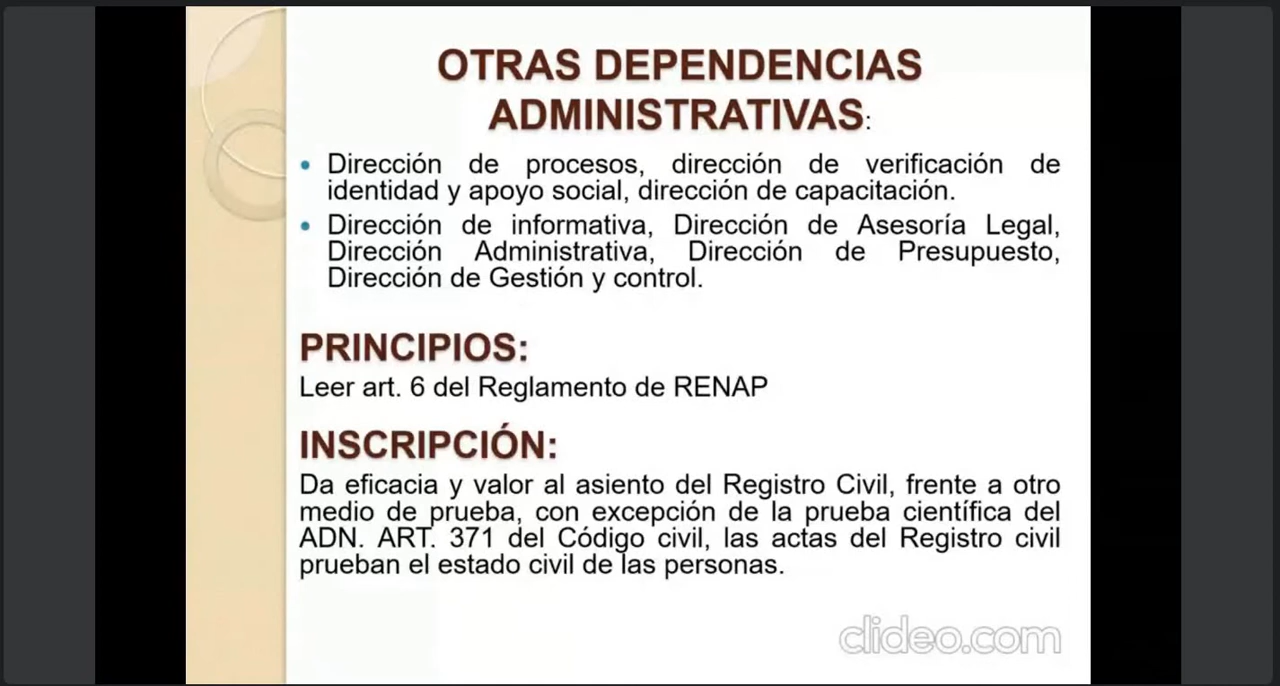 OTRAS DEPENDENCIAS
ADMINISTRATIVAS:
• Dirección de procesos, dirección de verificación de
identidad y apoyo social, dirección de capacitación.
• Dirección de informativa, Dirección de Asesoría Legal,
Dirección Administrativa, Dirección de Presupuesto,
Dirección de Gestión y control.
PRINCIPIOS:
Leer art. 6 del Reglamento de RENAP
INSCRIPCIÓN:
Da eficacia y valor al asiento del Registro Civil, frente a otro
medio de prueba, con excepción de la prueba científica del
ADN. ART. 371 del Código civil, las actas del Registro civil
prueban el estado civil de las personas.
clideo.com